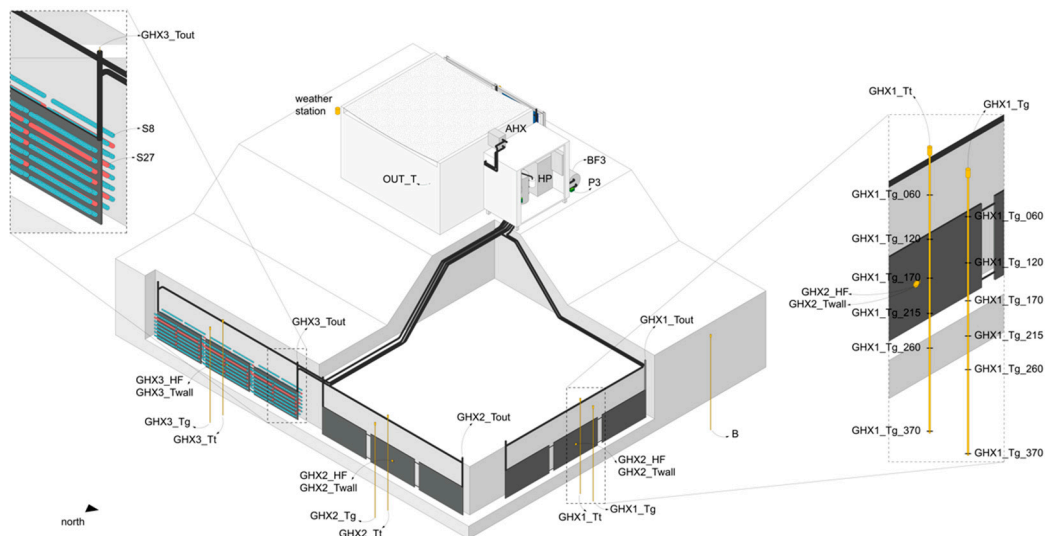 GHX3_Tout
S8
S27
weather
station
AHX
BF3
HP
P3
OUT_T
GHX3_Tout
GHX1_Tout
GHX3_HF
GHX3_Twall
GHX3_Tg
GHX3_Tt
GHX2_Tout
GHX2_HF
GHX2_Twall
GHX2_Tg
GHX2_Tt
GHX2_HF
GHX2_Twall
GHX1_Tg
GHX1_Tt
B
north
GHX1_Tt
GHX1_Tg
GHX1_Tg_060
GHX1_Tg_060
GHX1_Tg_120
GHX1_Tg_120
GHX1_Tg_170
GHX2_HF
GHX2_Twall
GHX1_Tg_170
GHX1_Tg_215
GHX1_Tg_215
GHX1_Tg_260
GHX1_Tg_260
GHX1_Tg_370
GHX1_Tg_370